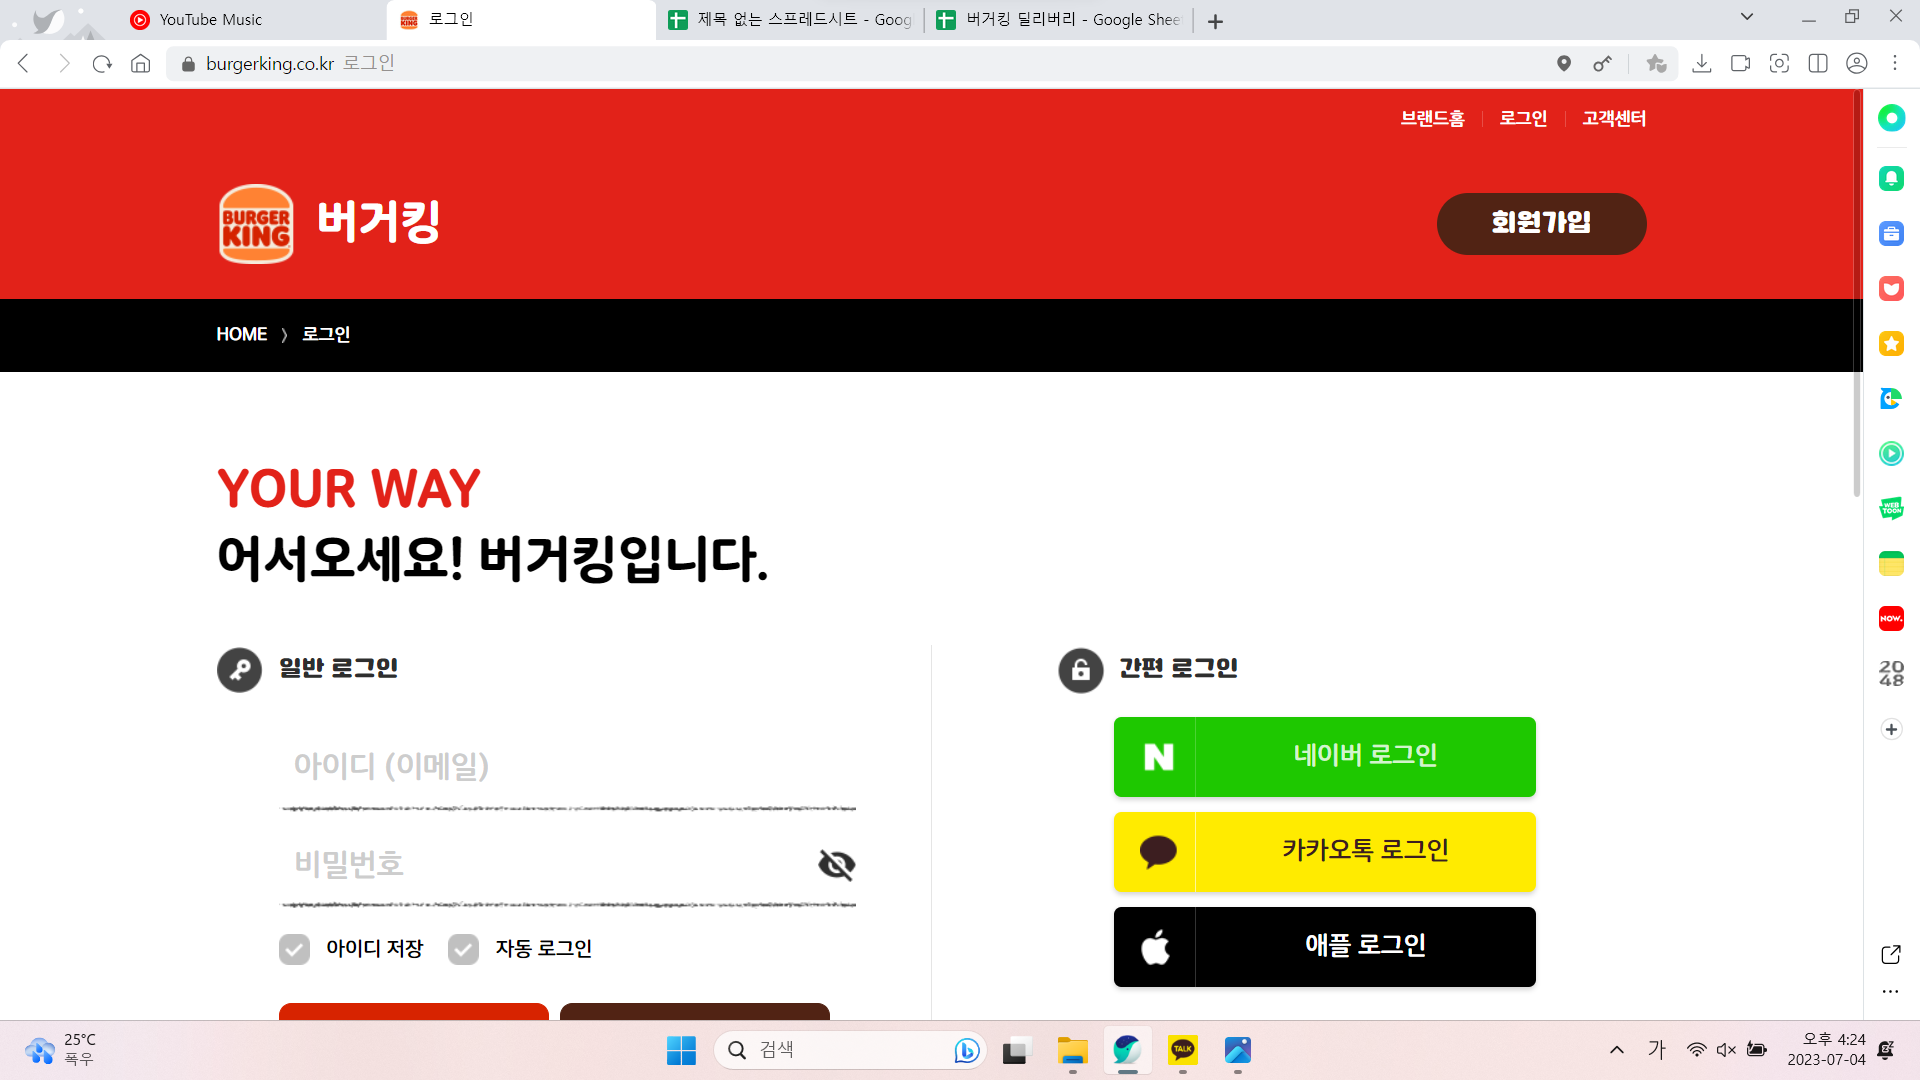 YouTube Music
로그인
제목 없는 스프레드시트 - Goog
버거킹 딜리버리 - Google Shee
burgerking.co.kr 로그인
브랜드홈
로그인
고객센터
BURGER KING
버거킹
회원가입
HOME 〉 로그인
YOUR WAY
어서오세요! 버거킹입니다.
일반 로그인
아이디 (이메일)
비밀번호
아이디 저장
자동 로그인
간편 로그인
N 네이버 로그인
카카오톡 로그인
애플 로그인
WEB TOON
NOW.
20
48
25°C
폭우
검색
TALK
가
오후 4:24
2023-07-04